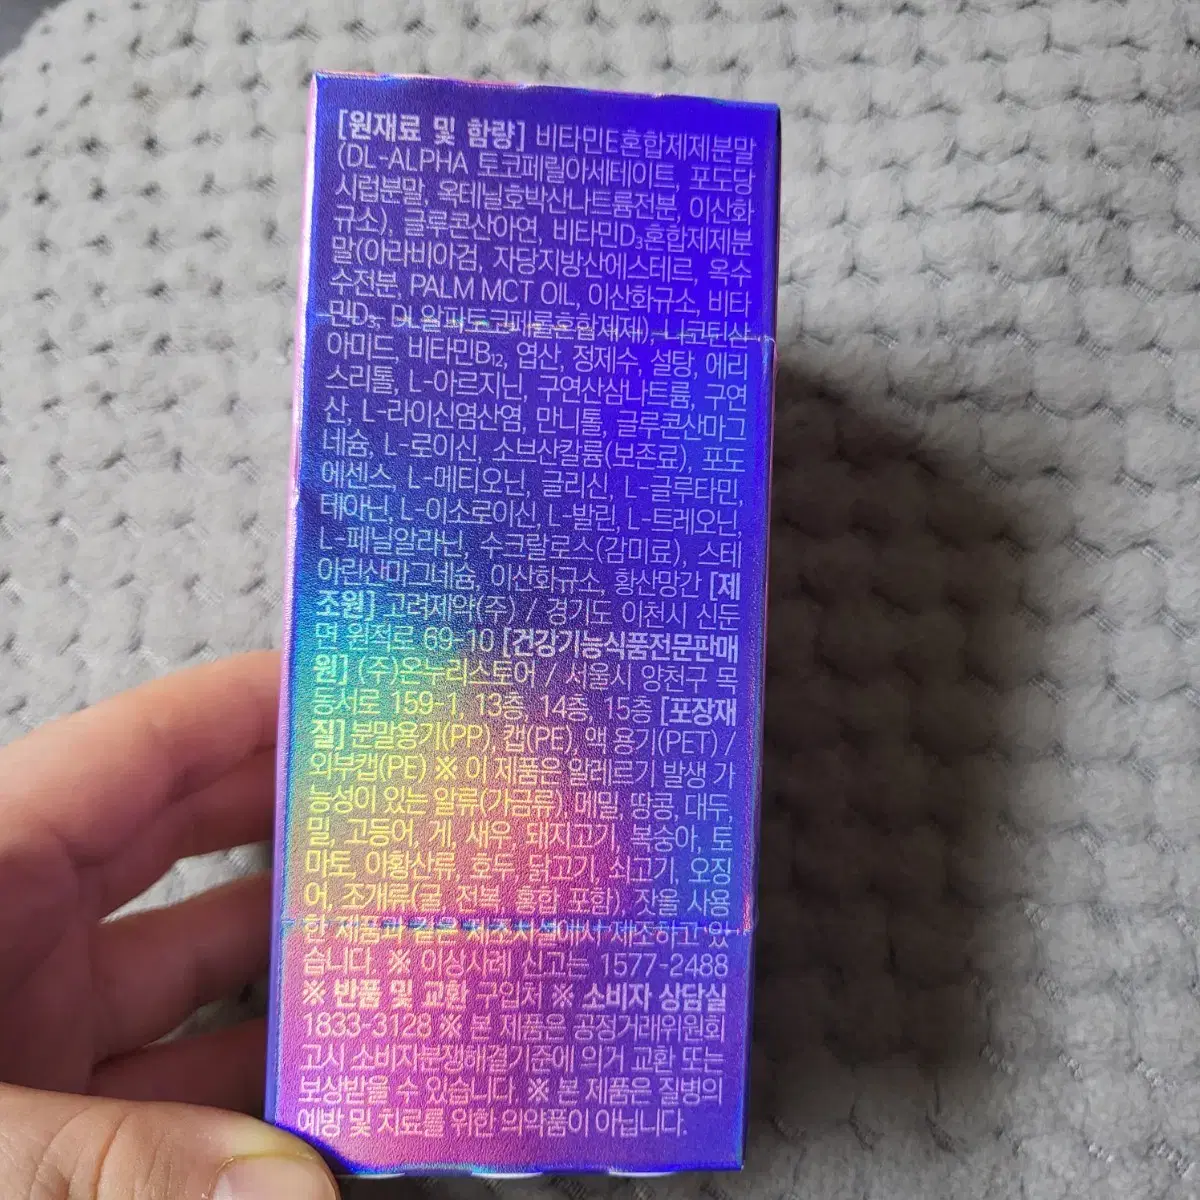 [원재료 및 함량] 비타민E혼합제제분말
(DL-ALPHA 토코페릴아세테이트, 포도당
시럽분말, 옥테닐호박산나트륨전분, 이산화
규소), 글루콘산아연, 비타민D₃혼합제제분
말(아라비아검, 자당지방산에스테르, 옥수
수전분, PALM MCT OIL, 이산화규소, 비타
민D₃, DL알파토코페롤혼합제제), 니코틴산
아미드, 비타민B₁₂, 엽산, 정제수, 설탕, 에리
스리톨, L-아르지닌, 구연산삼나트륨, 구연
산, L-라이신염산염, 만니톨, 글루콘산마그
네슘, L-로이신, 소브산칼륨(보존료), 포도
에센스, L-메티오닌, 글리신, L-글루타민,
테아닌, L-이소로이신, L-발린, L-트레오닌,
L-페닐알라닌, 수크랄로스(감미료), 스테
아린산마그네슘, 이산화규소, 황산망간 [제
조원] 고려제약(주) / 경기도 이천시 신둔
면 원적로 69-10 [건강기능식품전문판매
원] (주)온누리스토어 / 서울시 양천구 목
동서로 159-1, 13층, 14층, 15층 [포장재
질] 분말용기(PP), 캡(PE), 액 용기(PET) /
외부캡(PE) ※ 이 제품은 알레르기 발생 가
능성이 있는 알류(가금류), 메밀, 땅콩, 대두,
밀, 고등어, 게, 새우, 돼지고기, 복숭아, 토
마토, 아황산류, 호두, 닭고기, 쇠고기, 오징
어, 조개류(굴, 전복, 홍합 포함), 잣을 사용
한 제품과 같은 제조시설에서 제조하고 있
습니다. ※ 이상사례 신고는 1577-2488
※ 반품 및 교환 구입처 ※ 소비자 상담실
1833-3128 ※ 본 제품은 공정거래위원회
고시 소비자분쟁해결기준에 의거 교환 또는
보상받을 수 있습니다. ※ 본 제품은 질병의
예방 및 치료를 위한 의약품이 아닙니다.